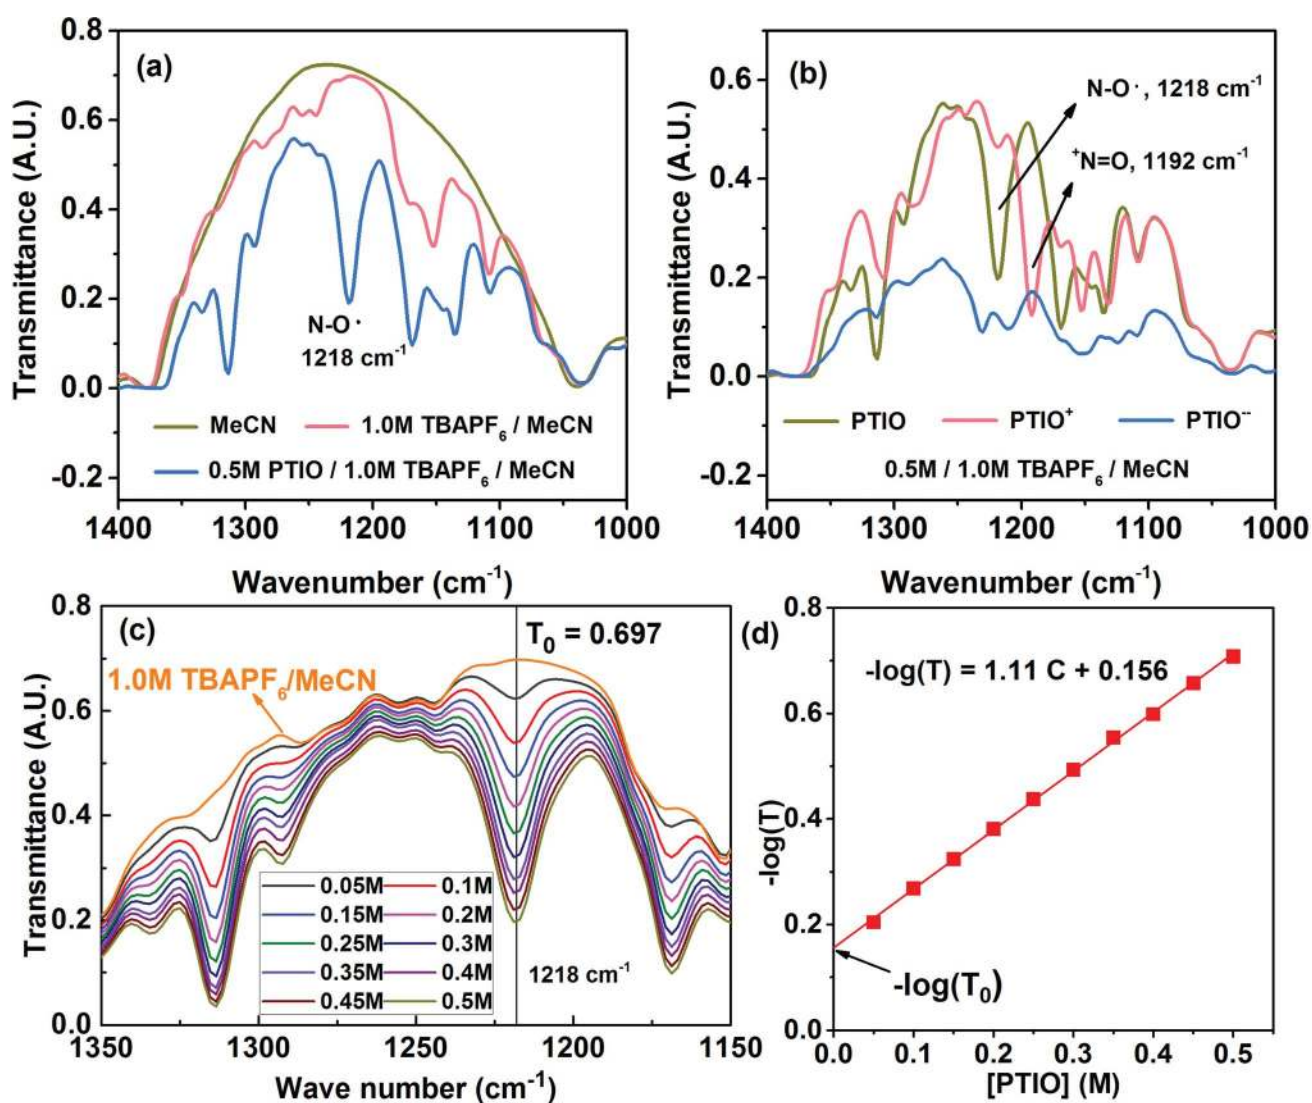 (a)
0.8
0.6
0.4
0.2
0.0
-0.2
Transmittance (A.U.)
N-O·
1218 cm⁻¹
MeCN
1.0M TBAPF₆ / MeCN
0.5M PTIO / 1.0M TBAPF₆ / MeCN
1400 1300 1200 1100 1000
Wavenumber (cm⁻¹)
(b)
0.6
0.4
0.2
0.0
-0.2
Transmittance (A.U.)
N-O·, 1218 cm⁻¹
⁺N=O, 1192 cm⁻¹
PTIO PTIO⁺ PTIO⁻⁻
0.5M / 1.0M TBAPF₆ / MeCN
1400 1300 1200 1100 1000
Wavenumber (cm⁻¹)
(c)
0.8
0.6
0.4
0.2
0.0
Transmittance (A.U.)
T₀ = 0.697
1.0M TBAPF₆/MeCN
0.05M 0.1M
0.15M 0.2M
0.25M 0.3M
0.35M 0.4M
0.45M 0.5M
1218 cm⁻¹
1350 1300 1250 1200 1150
Wave number (cm⁻¹)
(d)
0.8
0.6
0.4
0.2
0.0
-log(T)
-log(T) = 1.11 C + 0.156
-log(T₀)
0.0 0.1 0.2 0.3 0.4 0.5
[PTIO] (M)